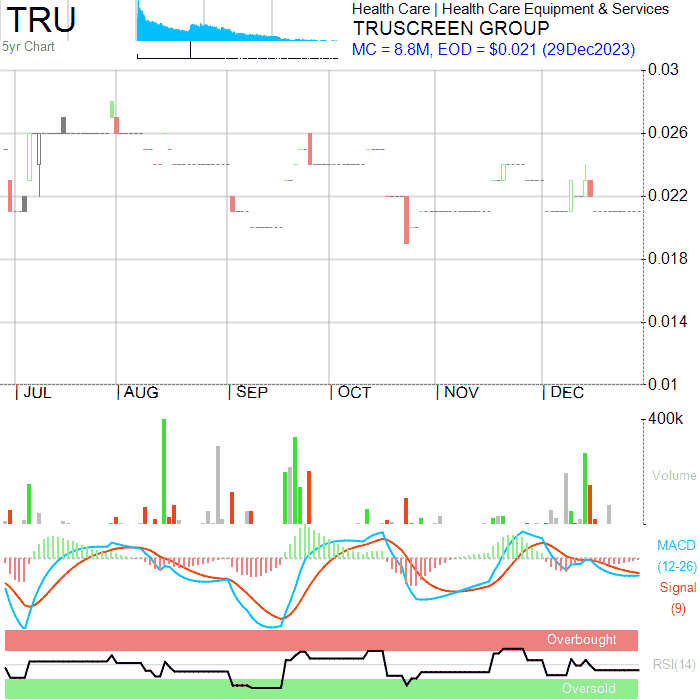 TRU
5yr Chart
Health Care | Health Care Equipment & Services
TRUSCREEN GROUP
MC = 8.8M, EOD = $0.021 (29Dec2023)
0.03
0.026
0.022
0.018
0.014
0.01
JUL AUG SEP OCT NOV DEC
400k
Volume
MACD
(12-26)
Signal
(9)
Overbought
RSI(14)
Oversold